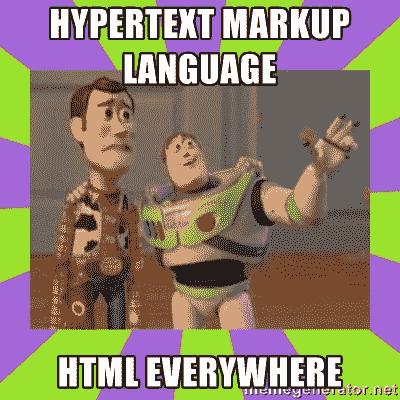 HYPERTEXT MARKUP
LANGUAGE
HTML EVERYWHERE
memegenerator.net